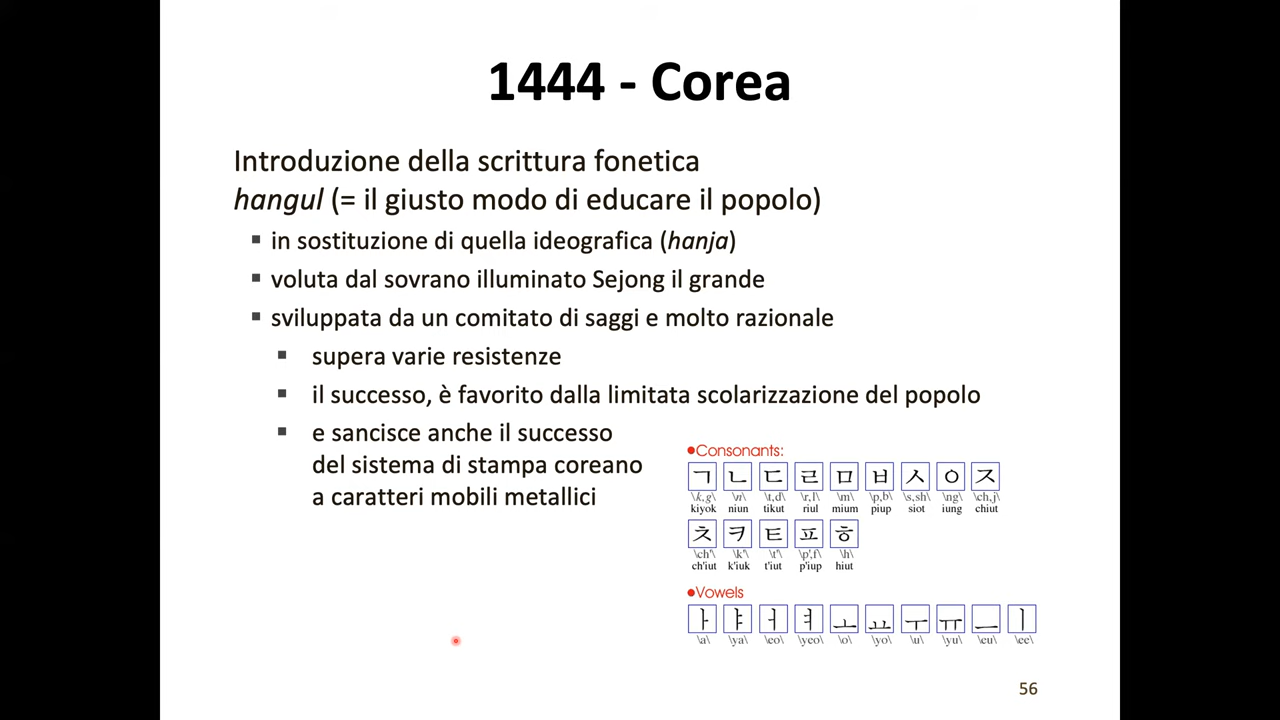 1444 - Corea
Introduzione della scrittura fonetica
hangul (= il giusto modo di educare il popolo)
▪ in sostituzione di quella ideografica (hanja)
▪ voluta dal sovrano illuminato Sejong il grande
▪ sviluppata da un comitato di saggi e molto razionale
▪ supera varie resistenze
▪ il successo, è favorito dalla limitata scolarizzazione del popolo
▪ e sancisce anche il successo
del sistema di stampa coreano
a caratteri mobili metallici
●Consonants:
ㄱ ㄴ ㄷ ㄹ ㅁ ㅂ ㅅ ㅇ ㅈ
\k,g\ \n\ \t,d\ \r,l\ \m\ \p,b\ \s,sh\ \ng\ \ch,j\
kiyok niun tikut riul mium piup siot iung chiut
ㅊ ㅋ ㅌ ㅍ ㅎ
\ch'\ \k'\ \t'\ \p',f\ \h\
ch'iut k'iuk t'iut p'iup hiut
●Vowels
ㅏ ㅑ ㅓ ㅕ ㅗ ㅛ ㅜ ㅠ ㅡ ㅣ
\a\ \ya\ \eo\ \yeo\ \o\ \yo\ \u\ \yu\ \eu\ \ee\
56